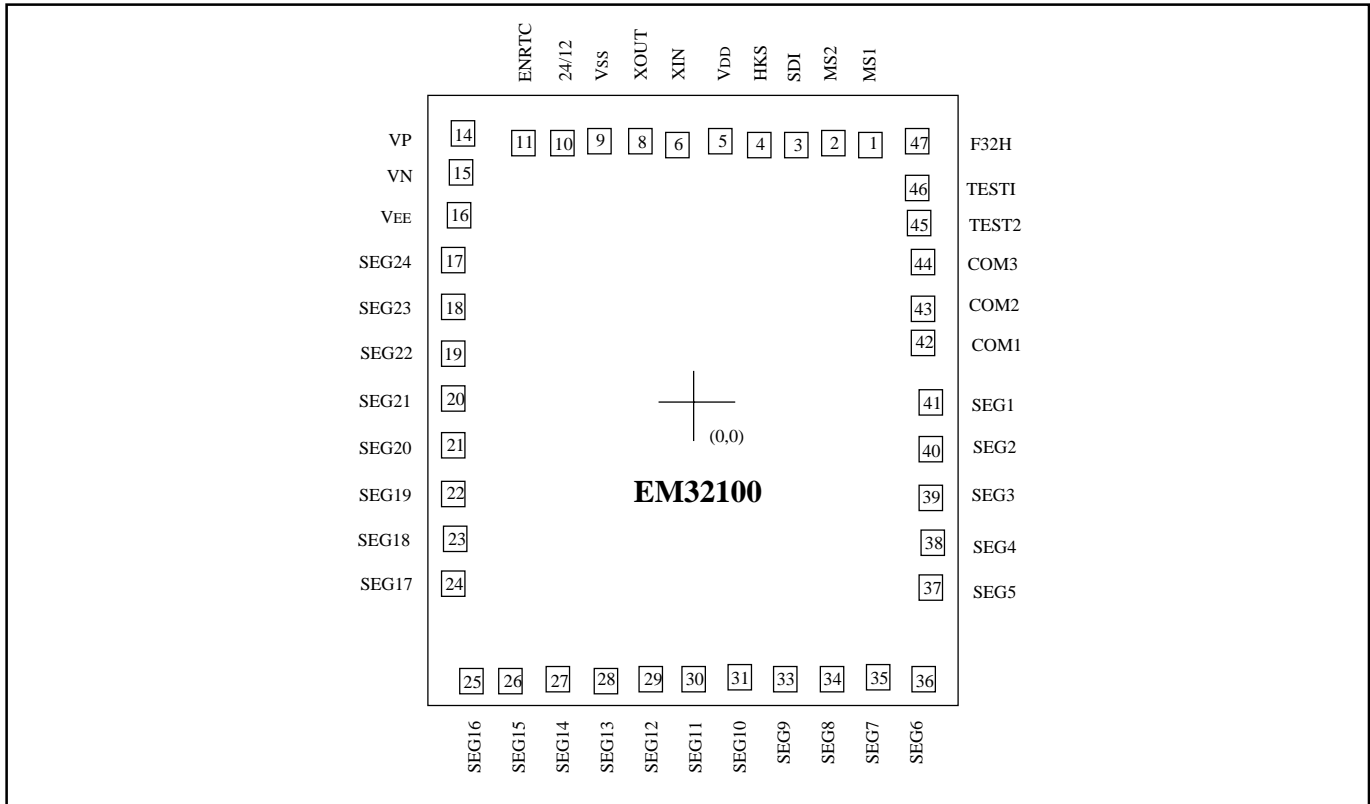 ENRTC 24/12 VSS XOUT XIN VDD HKS SDI MS2 MS1
VP 14 11 10 9 8 6 5 4 3 2 1 47 F32H
VN 15 46 TESTI
VEE 16 45 TEST2
SEG24 17 44 COM3
SEG23 18 43 COM2
SEG22 19 42 COM1
SEG21 20 41 SEG1
(0,0)
SEG20 21 40 SEG2
SEG19 22 EM32100 39 SEG3
SEG18 23 38 SEG4
SEG17 24 37 SEG5
25 26 27 28 29 30 31 33 34 35 36
SEG16 SEG15 SEG14 SEG13 SEG12 SEG11 SEG10 SEG9 SEG8 SEG7 SEG6